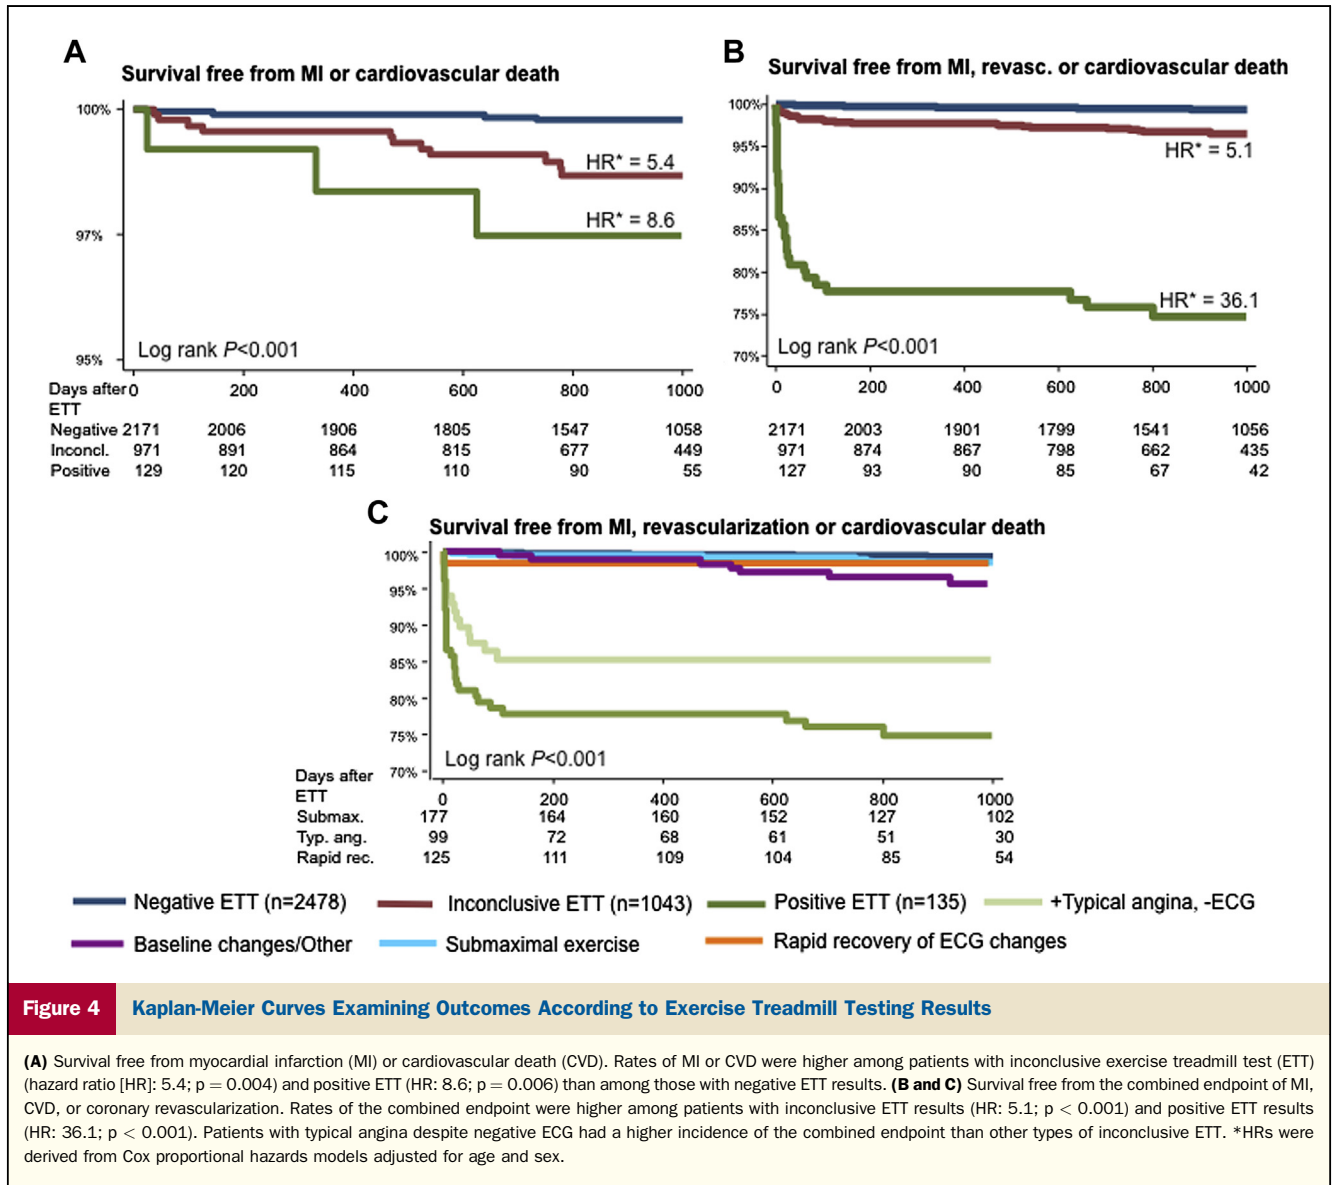 A
Survival free from MI or cardiovascular death
100%
97%
95%
HR* = 5.4
HR* = 8.6
Log rank P<0.001
Days after 0 200 400 600 800 1000
ETT
Negative 2171 2006 1906 1805 1547 1058
Inconcl. 971 891 864 815 677 449
Positive 129 120 115 110 90 55
B
Survival free from MI, revasc. or cardiovascular death
100%
95%
90%
85%
80%
75%
70%
HR* = 5.1
HR* = 36.1
Log rank P<0.001
0 200 400 600 800 1000
2171 2003 1901 1799 1541 1056
971 874 867 798 662 435
127 93 90 85 67 42
C
Survival free from MI, revascularization or cardiovascular death
100%
95%
90%
85%
80%
75%
70%
Log rank P<0.001
Days after
ETT 0 200 400 600 800 1000
Submax. 177 164 160 152 127 102
Typ. ang. 99 72 68 61 51 30
Rapid rec. 125 111 109 104 85 54
Negative ETT (n=2478) Inconclusive ETT (n=1043) Positive ETT (n=135) +Typical angina, -ECG
Baseline changes/Other Submaximal exercise Rapid recovery of ECG changes
Figure 4 Kaplan-Meier Curves Examining Outcomes According to Exercise Treadmill Testing Results
(A) Survival free from myocardial infarction (MI) or cardiovascular death (CVD). Rates of MI or CVD were higher among patients with inconclusive exercise treadmill test (ETT)
(hazard ratio [HR]: 5.4; p = 0.004) and positive ETT (HR: 8.6; p = 0.006) than among those with negative ETT results. (B and C) Survival free from the combined endpoint of MI,
CVD, or coronary revascularization. Rates of the combined endpoint were higher among patients with inconclusive ETT results (HR: 5.1; p < 0.001) and positive ETT results
(HR: 36.1; p < 0.001). Patients with typical angina despite negative ECG had a higher incidence of the combined endpoint than other types of inconclusive ETT. *HRs were
derived from Cox proportional hazards models adjusted for age and sex.